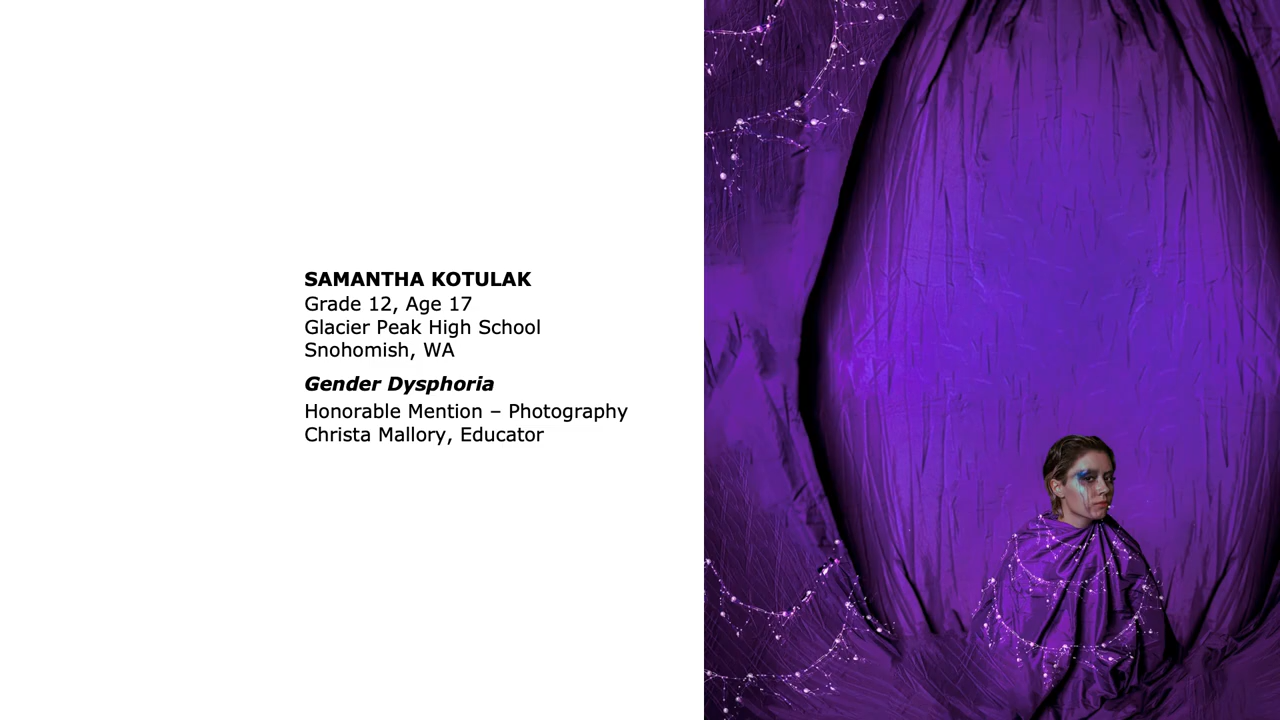 SAMANTHA KOTULAK
Grade 12, Age 17
Glacier Peak High School
Snohomish, WA
Gender Dysphoria
Honorable Mention – Photography
Christa Mallory, Educator